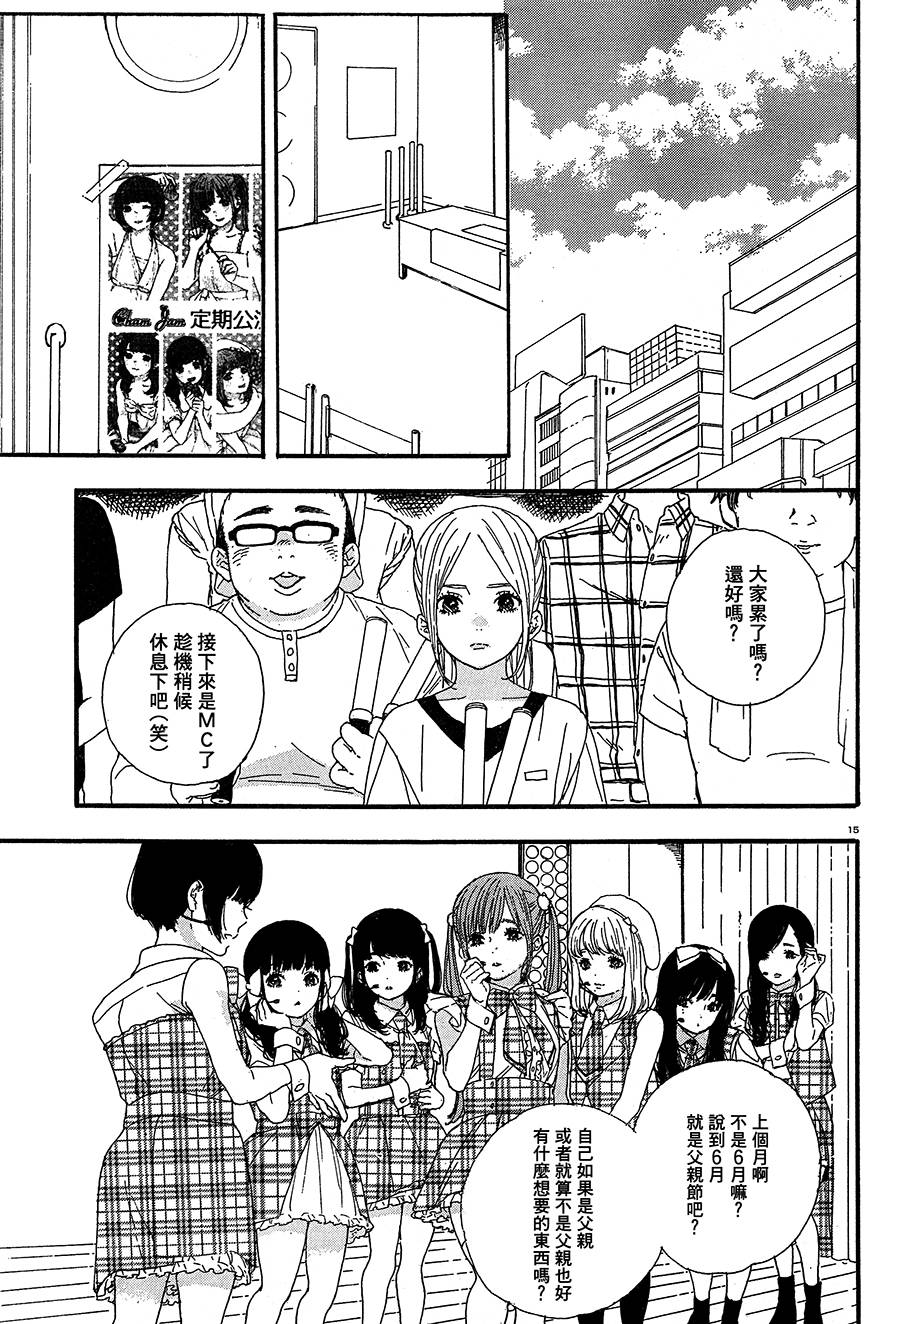 Cham Jam 定期公
大家累了嗎？
還好嗎？
接下來是ＭＣ了
趁機稍候
休息下吧（笑）
15
上個月啊
不是６月嘛？
說到６月
就是父親節吧？
自己如果是父親
或者就算不是父親也好
有什麼想要的東西嗎？